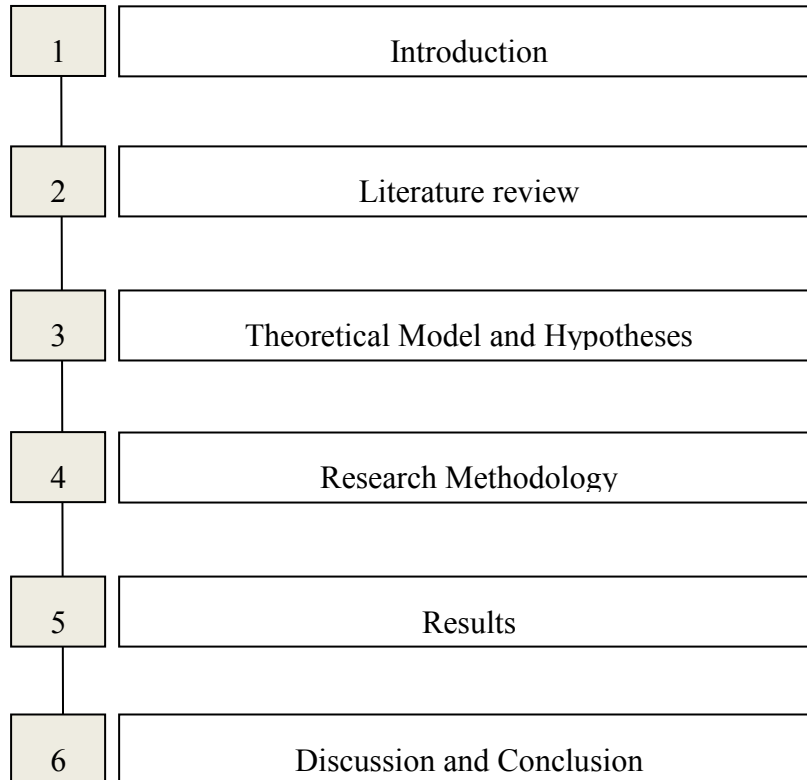 1 Introduction
2 Literature review
3 Theoretical Model and Hypotheses
4 Research Methodology
5 Results
6 Discussion and Conclusion